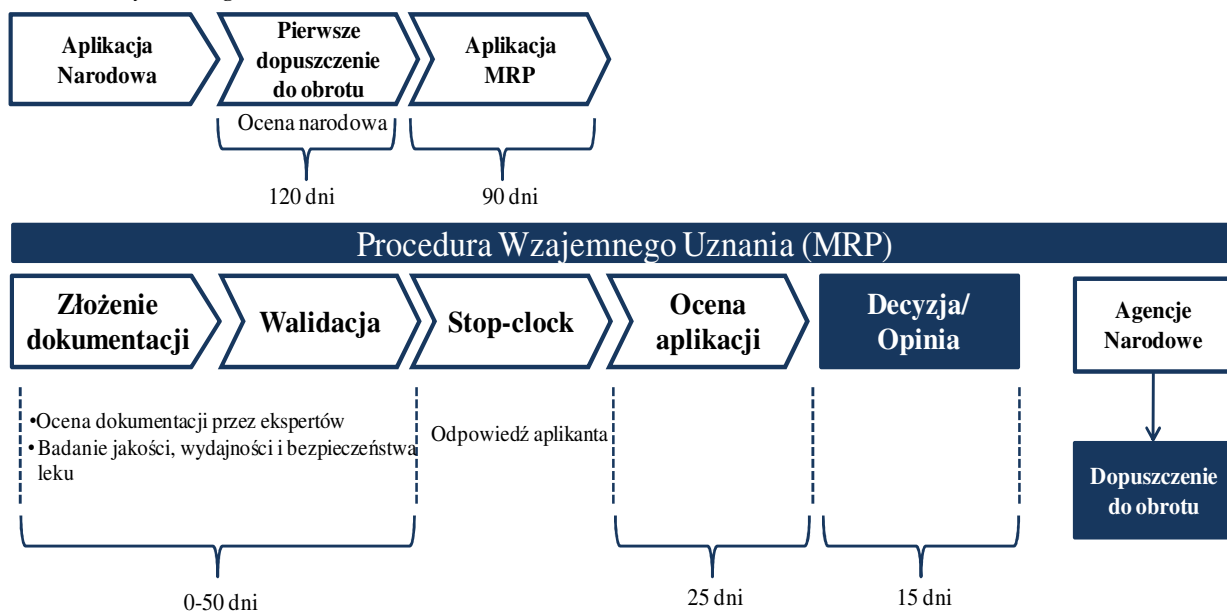 Aplikacja
Narodowa
Pierwsze
dopuszczenie
do obrotu
Aplikacja
MRP
Ocena narodowa
120 dni
90 dni
Procedura Wzajemnego Uznania (MRP)
Złożenie
dokumentacji
Walidacja
Stop-clock
Ocena
aplikacji
Decyzja/
Opinia
Agencje
Narodowe
•Ocena dokumentacji przez ekspertów
•Badanie jakości, wydajności i bezpieczeństwa
leku
Odpowiedź aplikanta
Dopuszczenie
do obrotu
0-50 dni
25 dni
15 dni